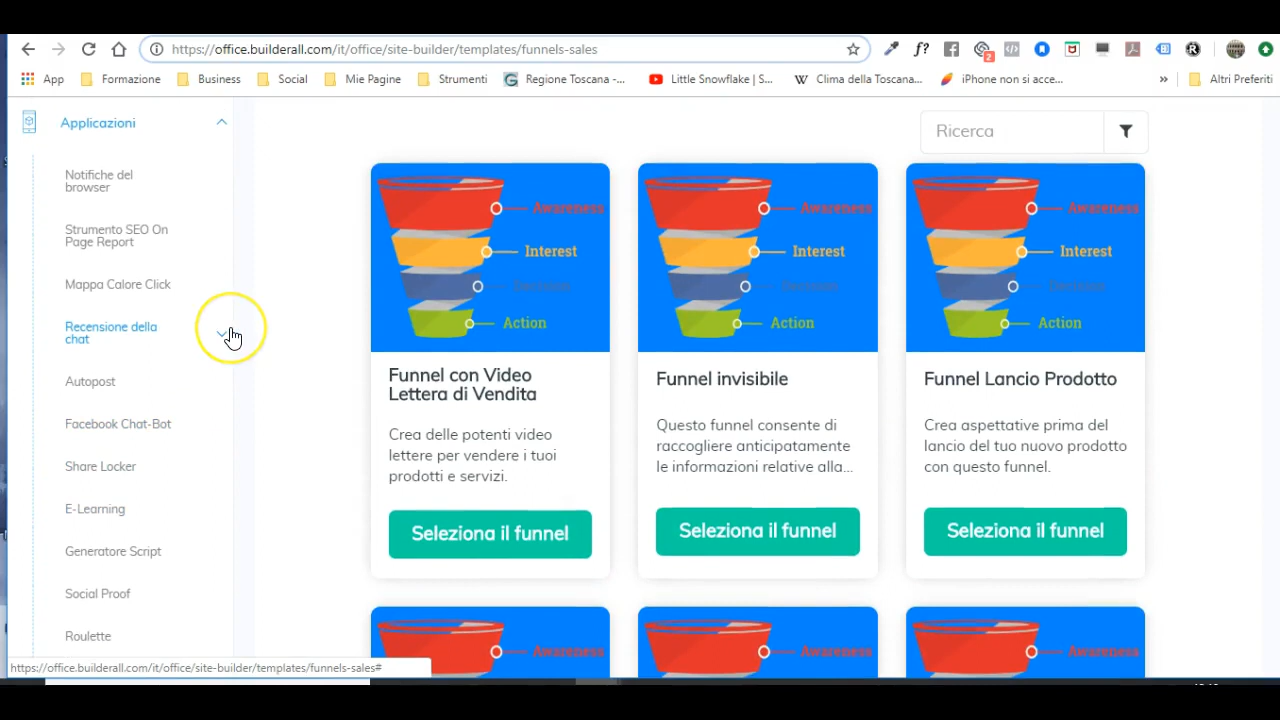 https://office.builderall.com/it/office/site-builder/templates/funnels-sales
f?
2
App
Formazione
Business
Social
Mie Pagine
Strumenti
Regione Toscana -...
Little Snowflake | S...
Clima della Toscana...
iPhone non si acce...
»
Altri Preferiti
Applicazioni
Notifiche del
browser
Strumento SEO On
Page Report
Mappa Calore Click
Recensione della
chat
Autopost
Facebook Chat-Bot
Share Locker
E-Learning
Generatore Script
Social Proof
Roulette
Ricerca
Awareness
Interest
Decision
Action
Funnel con Video
Lettera di Vendita
Crea delle potenti video
lettere per vendere i tuoi
prodotti e servizi.
Seleziona il funnel
Awareness
Interest
Decision
Action
Funnel invisibile
Questo funnel consente di
raccogliere anticipatamente
le informazioni relative alla...
Seleziona il funnel
Awareness
Interest
Decision
Action
Funnel Lancio Prodotto
Crea aspettative prima del
lancio del tuo nuovo prodotto
con questo funnel.
Seleziona il funnel
Awareness
Awareness
Awareness
https://office.builderall.com/it/office/site-builder/templates/funnels-sales#